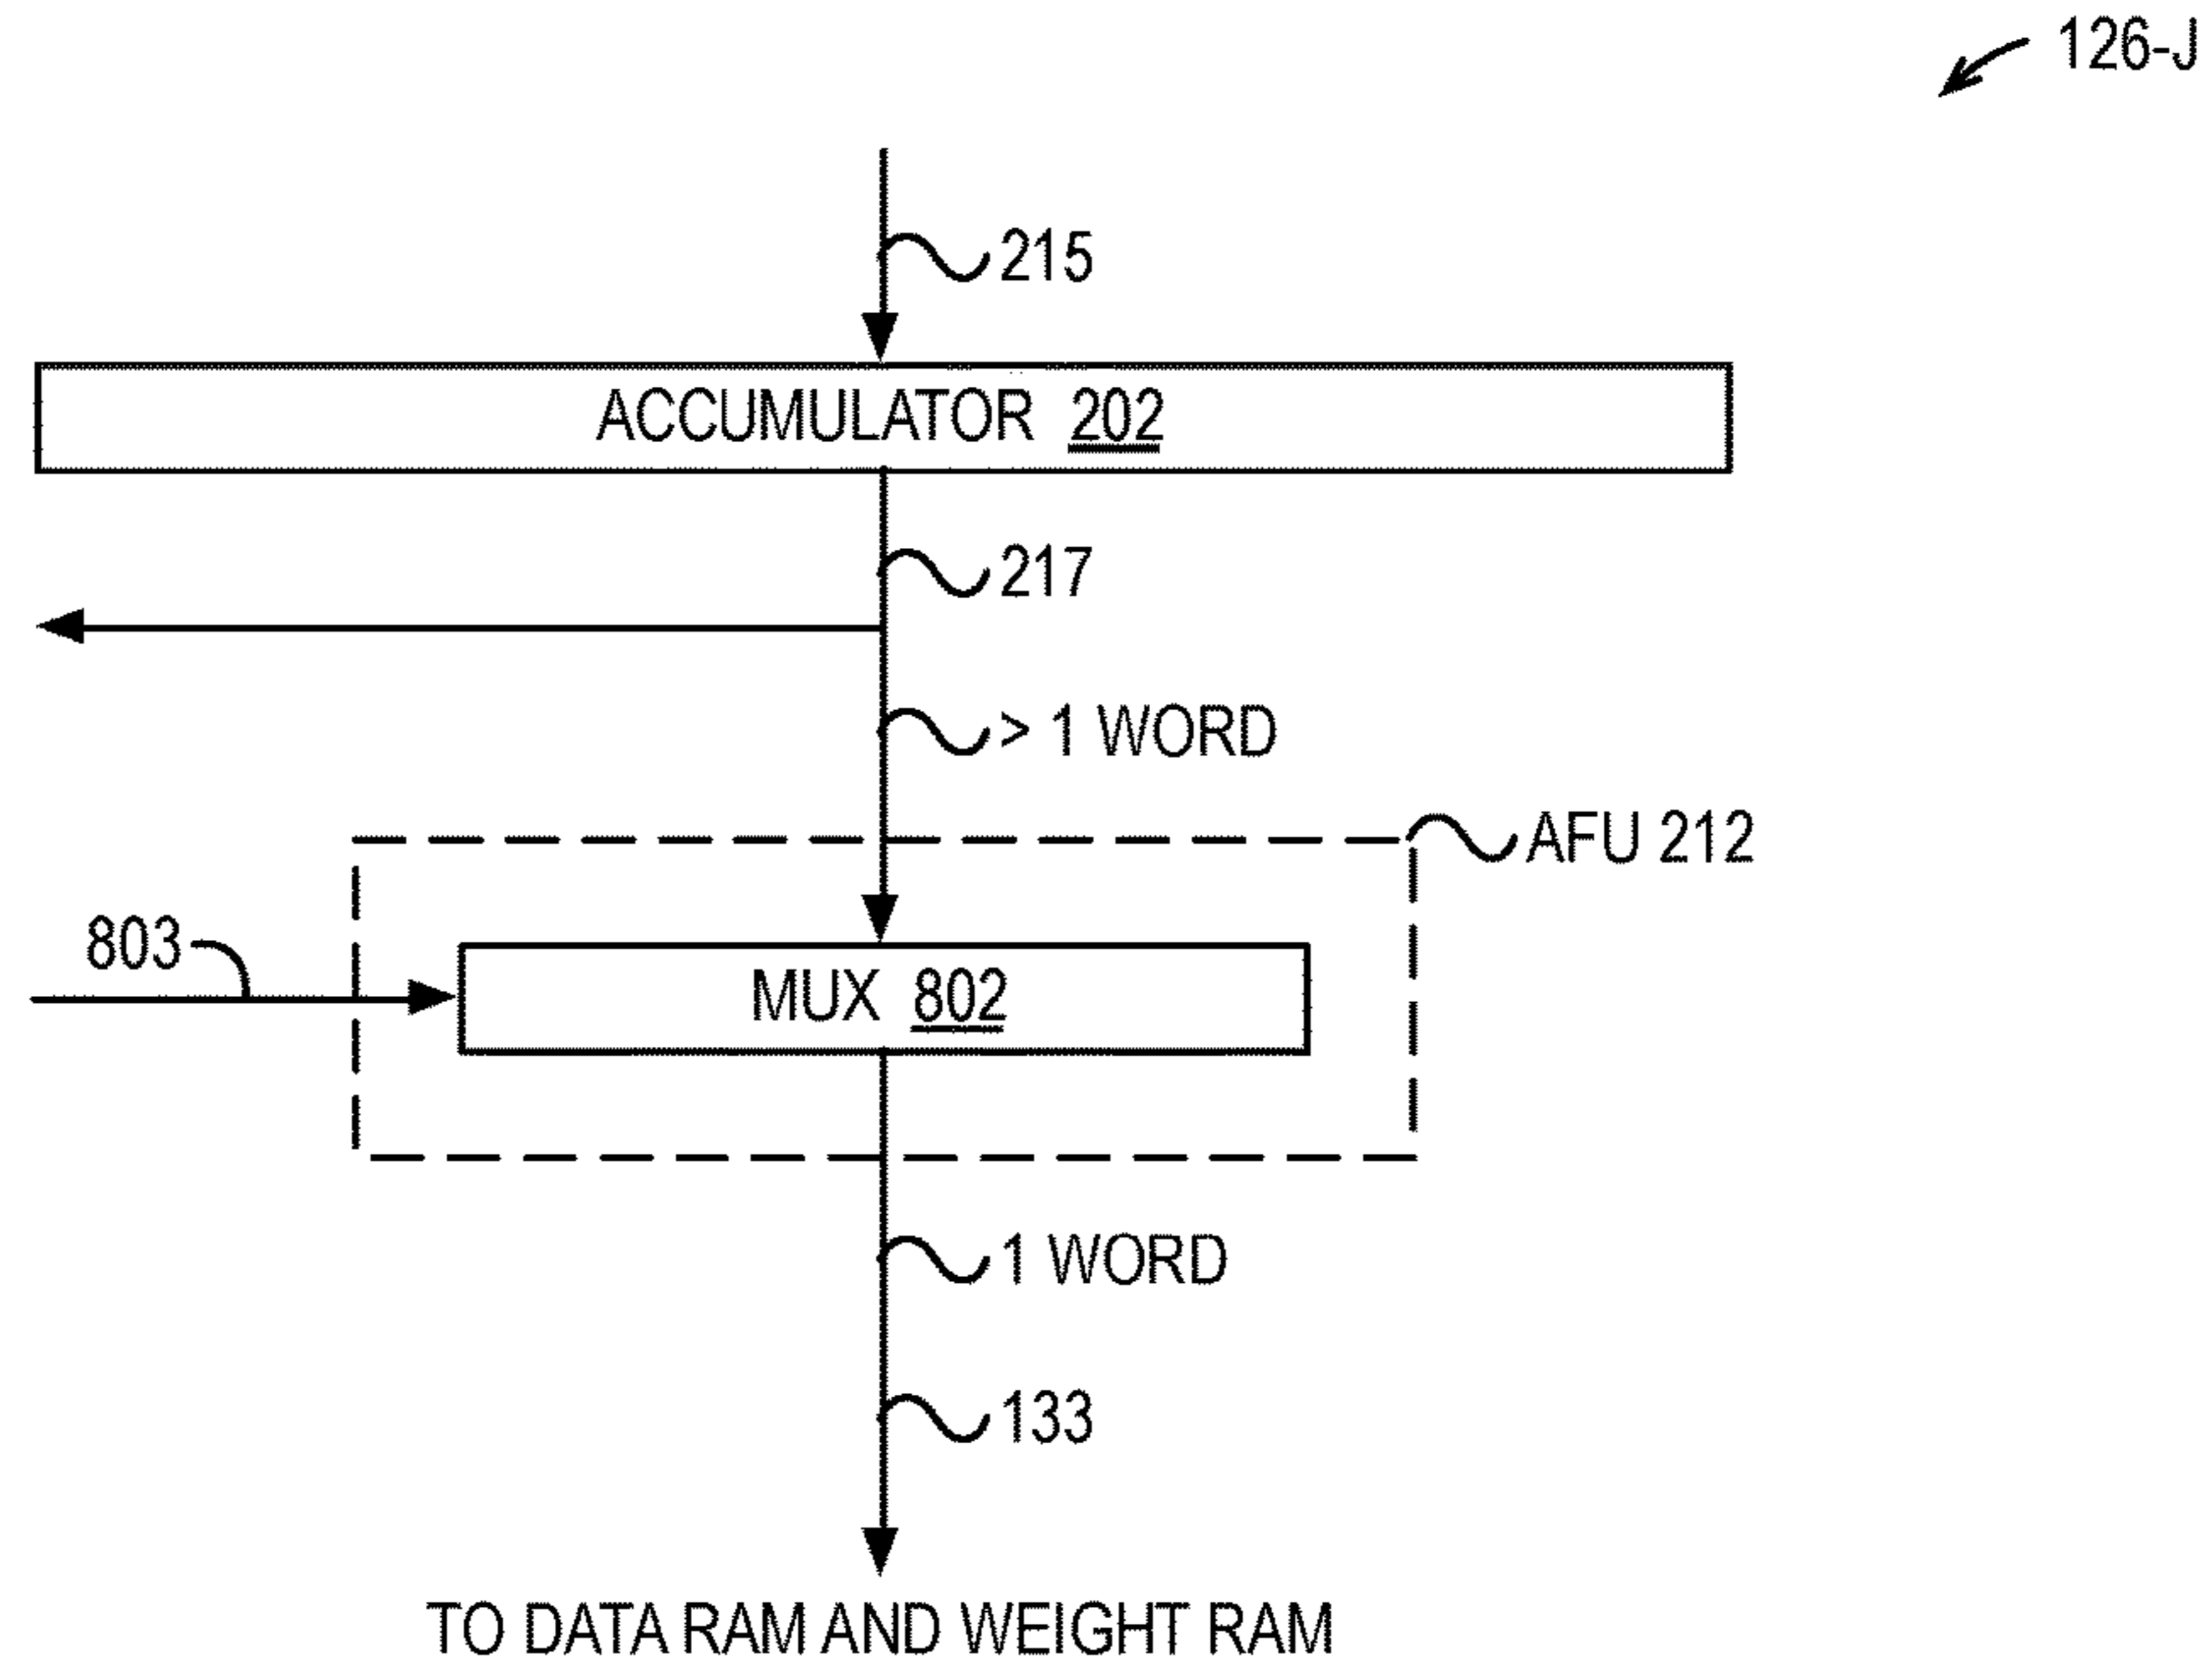 126-J
215
ACCUMULATOR 202
217
> 1 WORD
AFU 212
803
MUX 802
1 WORD
133
TO DATA RAM AND WEIGHT RAM